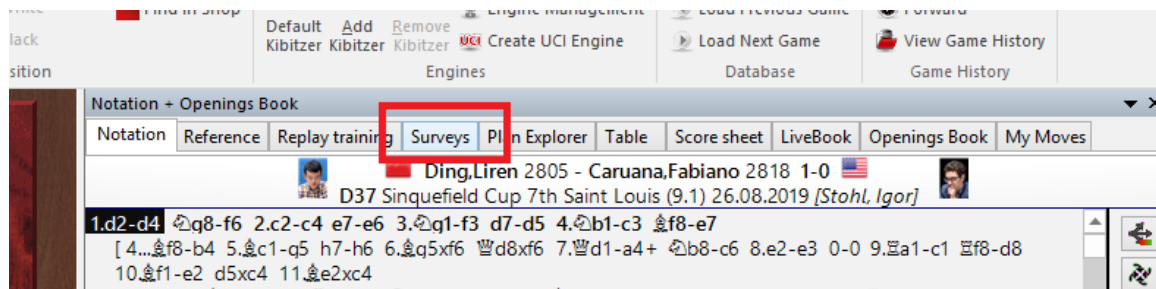 Find in Shop Engine Management Load Previous Game Forward
lack Default Add Remove
Kibitzer Kibitzer Kibitzer UCI Create UCI Engine Load Next Game View Game History
sition Engines Database Game History
Notation + Openings Book
Notation Reference Replay training Surveys Plan Explorer Table Score sheet LiveBook Openings Book My Moves
Ding,Liren 2805 - Caruana,Fabiano 2818 1-0
D37 Sinquefield Cup 7th Saint Louis (9.1) 26.08.2019 [Stohl, Igor]
1.d2-d4 ♘g8-f6 2.c2-c4 e7-e6 3.♘g1-f3 d7-d5 4.♘b1-c3 ♗f8-e7
[ 4...♗f8-b4 5.♗c1-g5 h7-h6 6.♗g5xf6 ♕d8xf6 7.♕d1-a4+ ♘b8-c6 8.e2-e3 0-0 9.♖a1-c1 ♖f8-d8
10.♗f1-e2 d5xc4 11.♗e2xc4